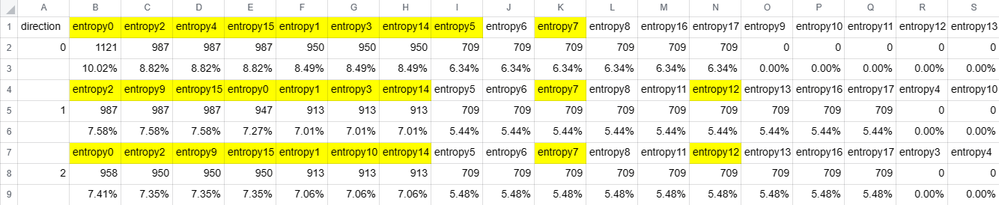 A B C D E F G H I J K L M N O P Q R S
1 direction entropy0 entropy2 entropy4 entropy15 entropy1 entropy3 entropy14 entropy5 entropy6 entropy7 entropy8 entropy16 entropy17 entropy9 entropy10 entropy11 entropy12 entropy13
2 0 1121 987 987 987 950 950 950 709 709 709 709 709 709 0 0 0 0 0
3 10.02% 8.82% 8.82% 8.82% 8.49% 8.49% 8.49% 6.34% 6.34% 6.34% 6.34% 6.34% 6.34% 0.00% 0.00% 0.00% 0.00% 0.00%
4 entropy2 entropy9 entropy15 entropy0 entropy1 entropy3 entropy14 entropy5 entropy6 entropy7 entropy8 entropy11 entropy12 entropy13 entropy16 entropy17 entropy4 entropy10
5 1 987 987 987 947 913 913 913 709 709 709 709 709 709 709 709 709 0 0
6 7.58% 7.58% 7.58% 7.27% 7.01% 7.01% 7.01% 5.44% 5.44% 5.44% 5.44% 5.44% 5.44% 5.44% 5.44% 5.44% 0.00% 0.00%
7 entropy0 entropy2 entropy9 entropy15 entropy1 entropy10 entropy14 entropy5 entropy6 entropy7 entropy8 entropy11 entropy12 entropy13 entropy16 entropy17 entropy3 entropy4
8 2 958 950 950 950 913 913 913 709 709 709 709 709 709 709 709 709 0 0
9 7.41% 7.35% 7.35% 7.35% 7.06% 7.06% 7.06% 5.48% 5.48% 5.48% 5.48% 5.48% 5.48% 5.48% 5.48% 5.48% 0.00% 0.00%